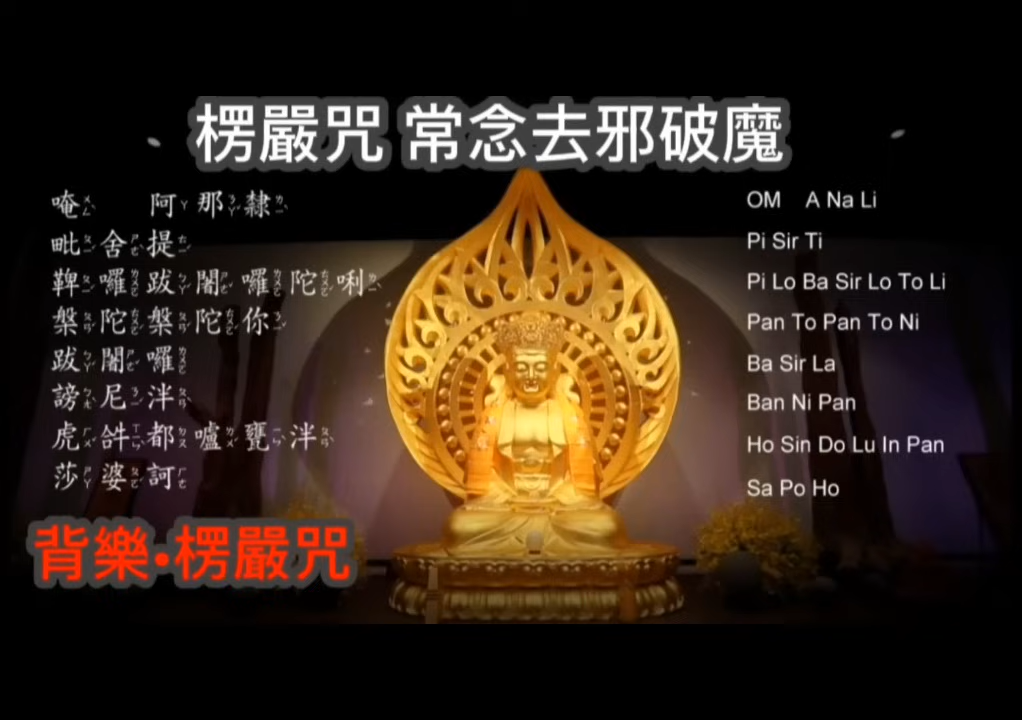 楞嚴咒 常念去邪破魔
唵 阿那隸
OM A Na Li
毗舍提
Pi Sir Ti
鞞囉跋闍囉陀唎
Pi Lo Ba Sir Lo To Li
槃陀槃陀你
Pan To Pan To Ni
跋闍囉
Ba Sir La
謗尼泮
Ban Ni Pan
虎𤙖都嚧甕泮
Ho Sin Do Lu In Pan
莎婆訶
Sa Po Ho
背樂•楞嚴咒